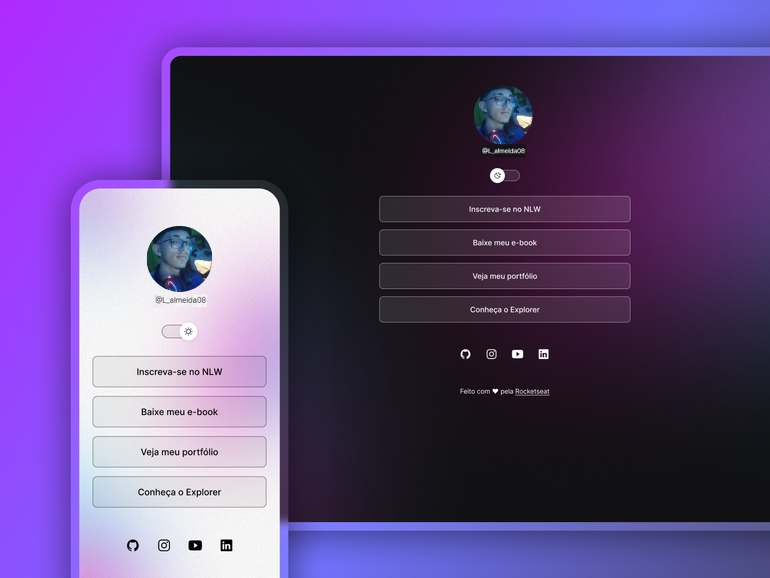 @L_almeida08
Inscreva-se no NLW
Baixe meu e-book
Veja meu portfólio
Conheça o Explorer
Feito com ♥ pela Rocketseat
@L_almeida08
Inscreva-se no NLW
Baixe meu e-book
Veja meu portfólio
Conheça o Explorer